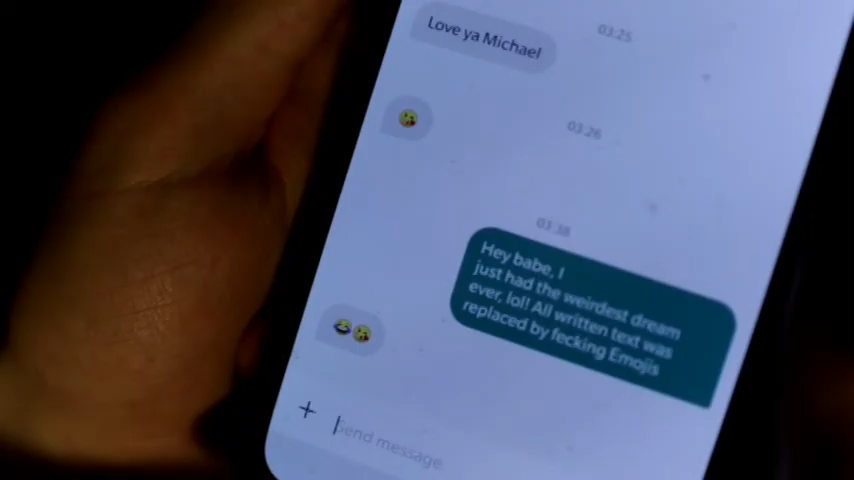 Love ya Michael
03:25
😘
03:26
03:38
Hey babe, I
just had the weirdest dream
ever, lol! All written text was
replaced by fecking Emojis
😂😘
+ Send message